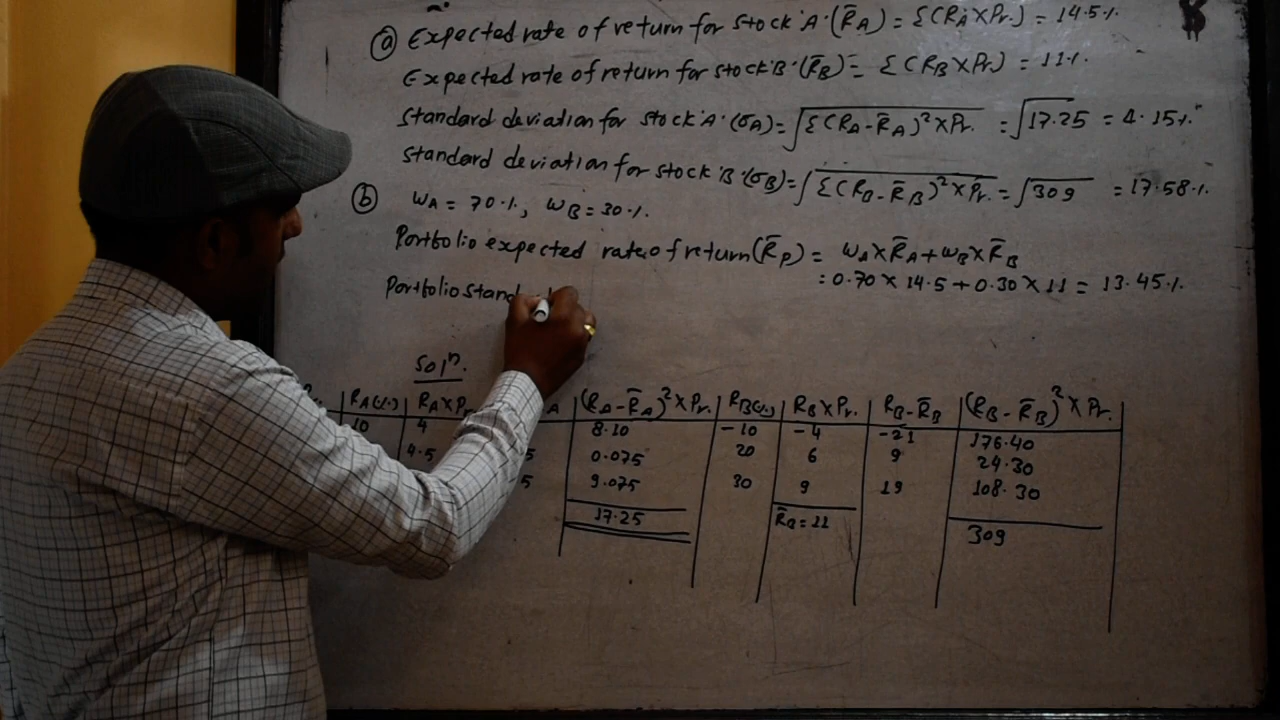 ⓐ Expected rate of return for stock 'A' (R̄A) = Σ(RA × Pr.) = 14.5%.
Expected rate of return for stock 'B' (R̄B) = Σ(RB × Pr) = 11%.
Standard deviation for stock 'A' (σA) = √Σ(RA - R̄A)² × Pr. = √17.25 = 4.15%.
Standard deviation for stock 'B' (σB) = √Σ(RB - R̄B)² × Pr. = √309 = 17.58%.
ⓑ WA = 70%, WB = 30%.
Portfolio expected rate of return (R̄p) = WA × R̄A + WB × R̄B
= 0.70 × 14.5 + 0.30 × 11 = 13.45%.
Portfolio stand
Solⁿ.
RA(%) RA × Pr A (RA - R̄A)² × Pr. RB(%) RB × Pr. RB - R̄B (RB - R̄B)² × Pr.
10 4 8.10 -10 -4 -21 176.40
4.5 5 0.075 20 6 9 24.30
5 9.075 30 9 19 108.30
17.25 R̄B = 11 309